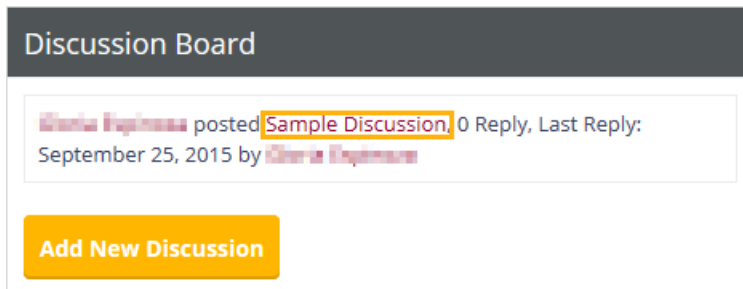 Discussion Board
posted Sample Discussion, 0 Reply, Last Reply:
September 25, 2015 by
Add New Discussion